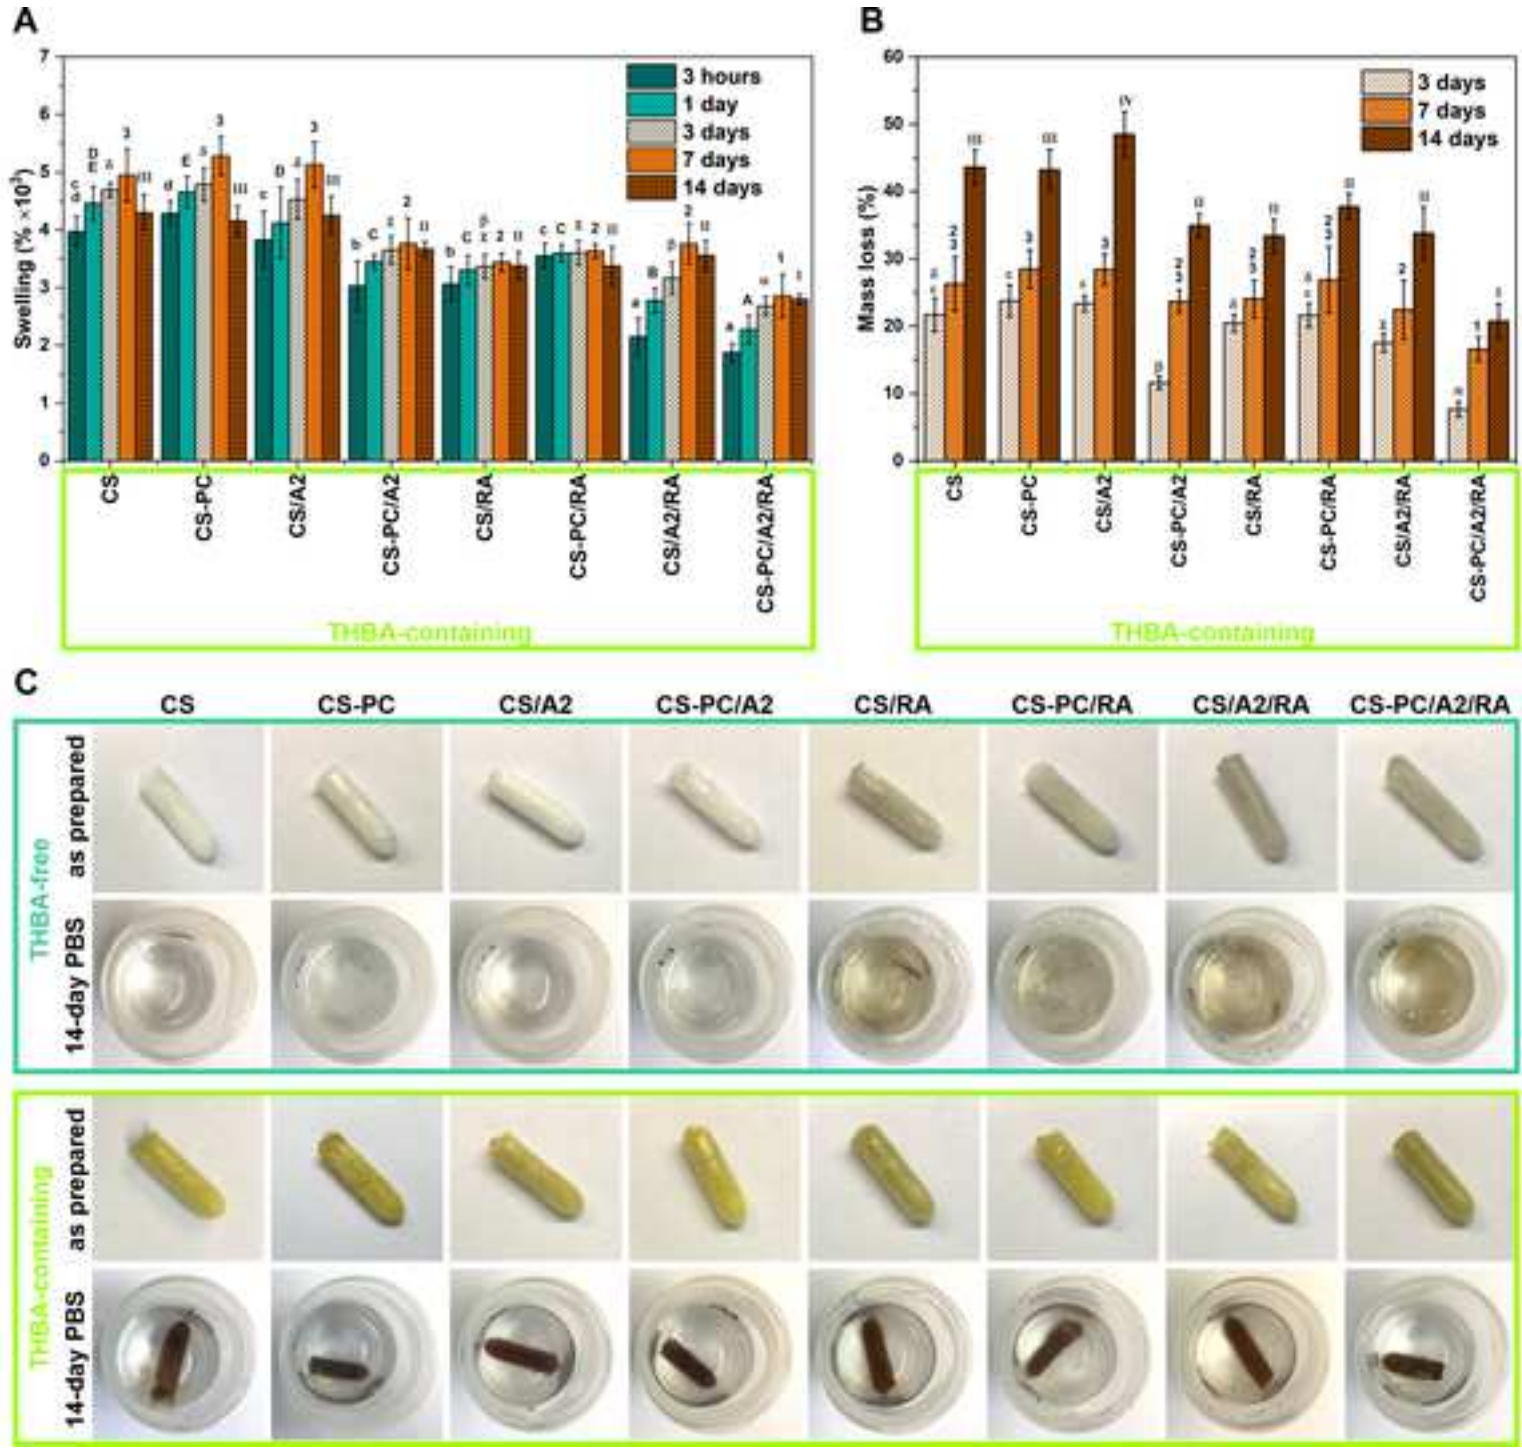 A
B
7
6
5
4
3
2
1
0
Swelling (% ×10³)
3 hours
1 day
3 days
7 days
14 days
CS
CS-PC
CS/A2
CS-PC/A2
CS/RA
CS-PC/RA
CS/A2/RA
CS-PC/A2/RA
THBA-containing
60
50
40
30
20
10
0
Mass loss (%)
3 days
7 days
14 days
CS
CS-PC
CS/A2
CS-PC/A2
CS/RA
CS-PC/RA
CS/A2/RA
CS-PC/A2/RA
THBA-containing
C
CS CS-PC CS/A2 CS-PC/A2 CS/RA CS-PC/RA CS/A2/RA CS-PC/A2/RA
THBA-free
as prepared
14-day PBS
THBA-containing
as prepared
14-day PBS